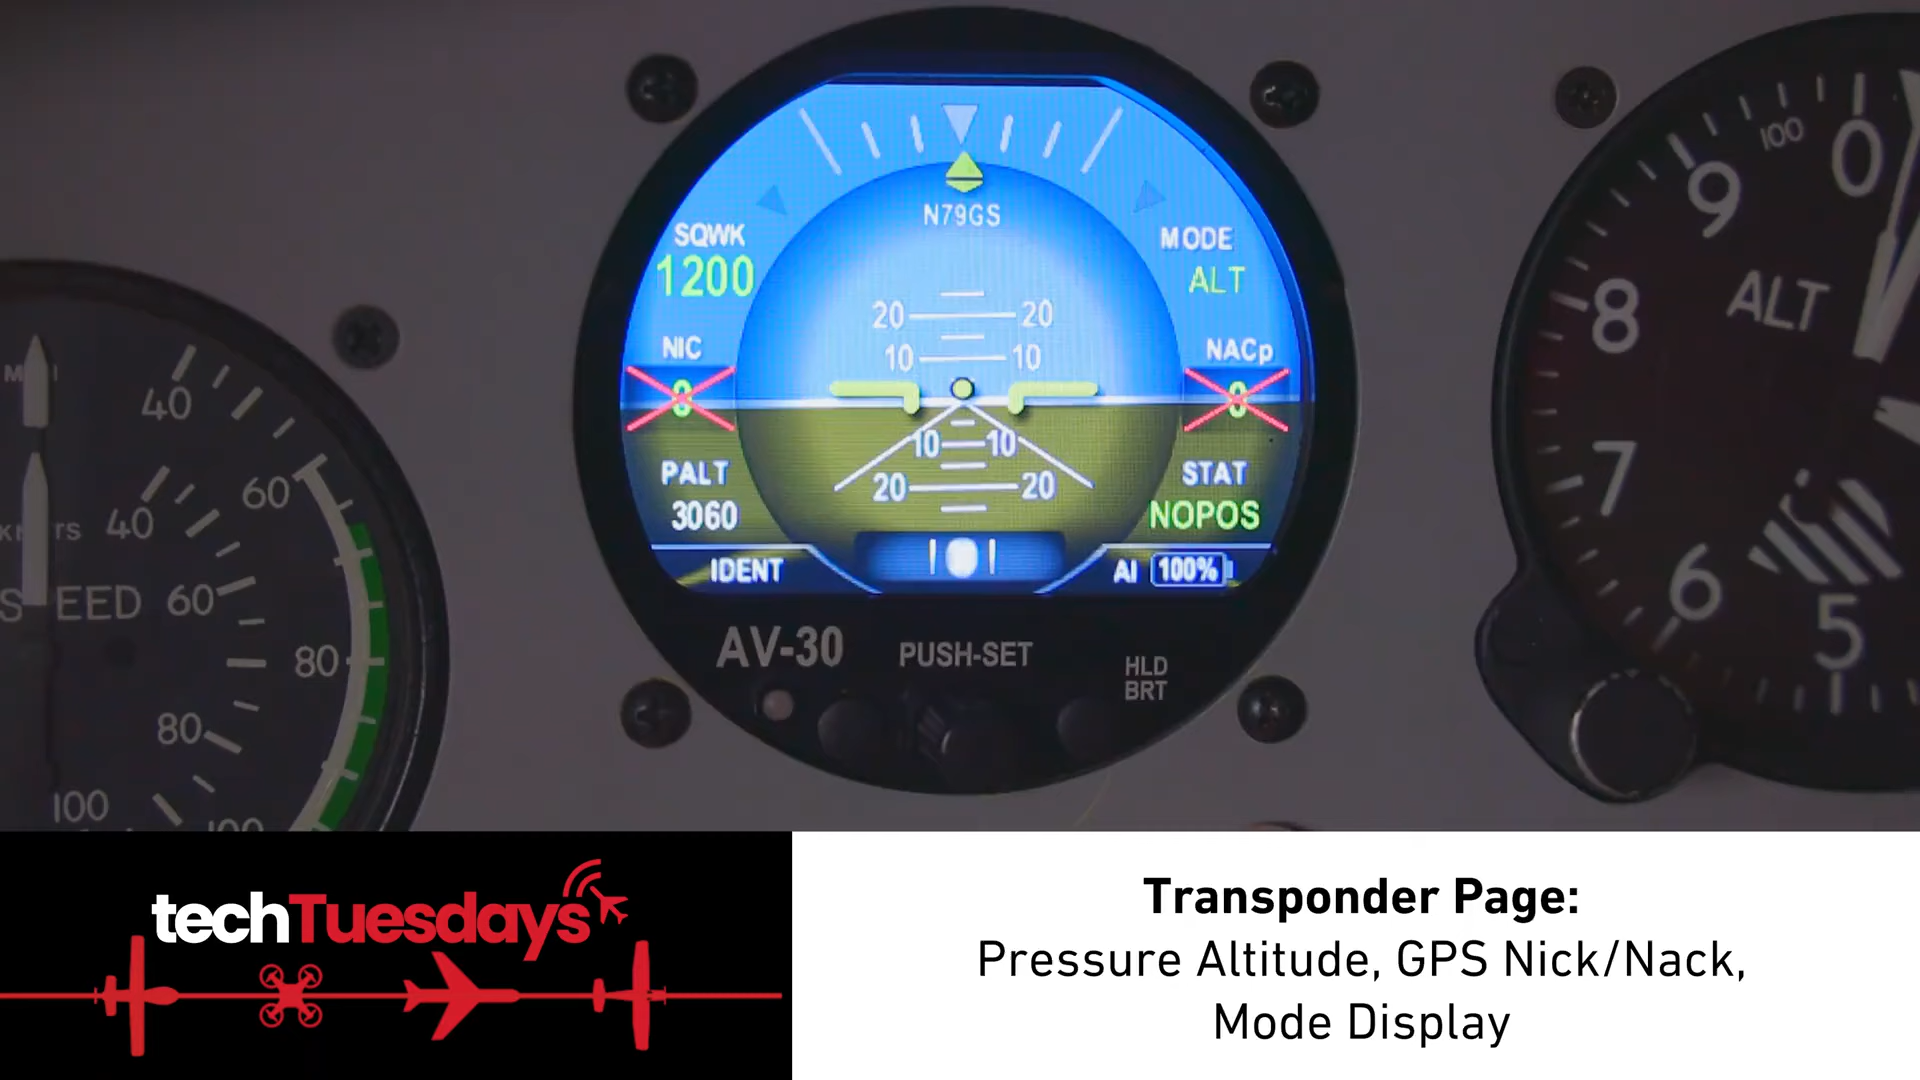 N79GS
SQWK
1200
MODE
ALT
NIC
0
NACp
0
20 20
10 10
10 10
20 20
PALT
3060
STAT
NOPOS
IDENT
AI 100%
AV-30
PUSH-SET
HLD
BRT
40
60
40
60
80
80
100
100
0
9
8
ALT
7
6
5
techTuesdays
Transponder Page:
Pressure Altitude, GPS Nick/Nack,
Mode Display